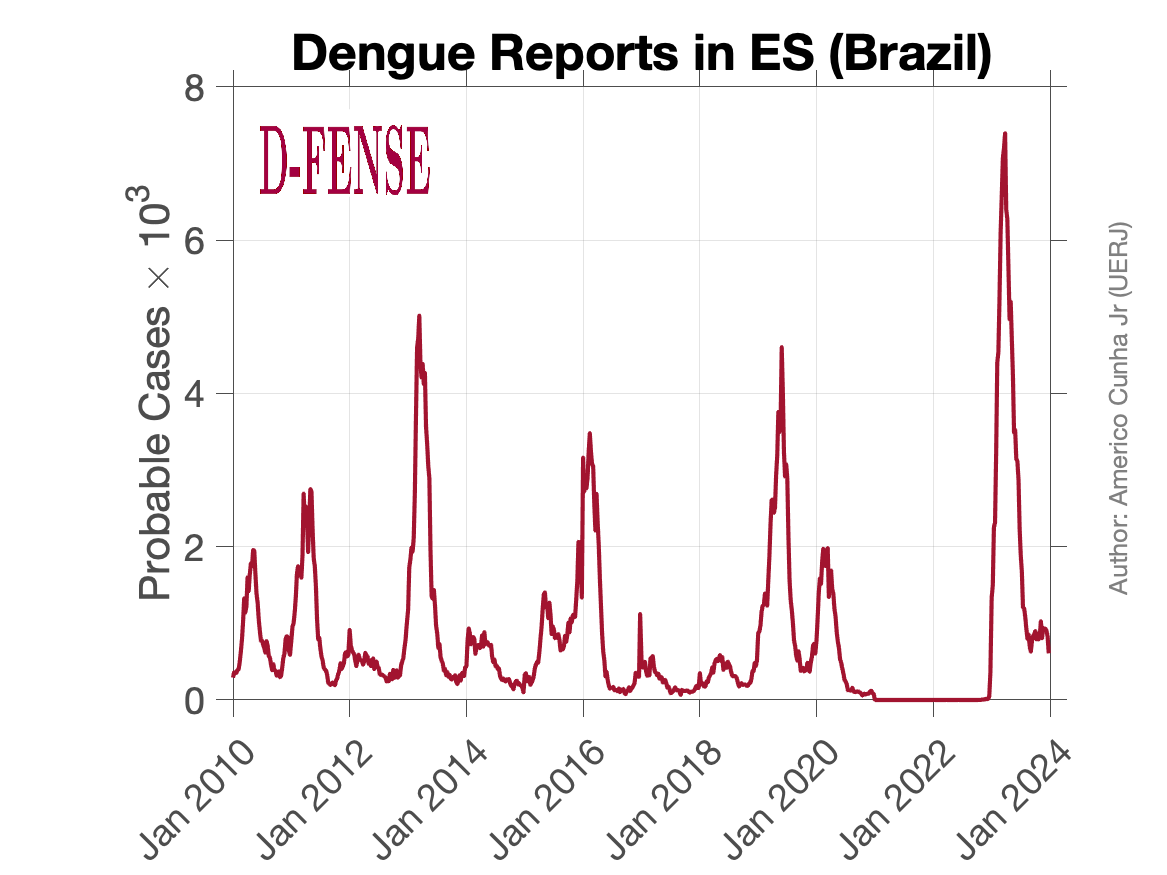 Dengue Reports in ES (Brazil)
D-FENSE
Probable Cases × 10³
8
6
4
2
0
Jan 2010
Jan 2012
Jan 2014
Jan 2016
Jan 2018
Jan 2020
Jan 2022
Jan 2024
Author: Americo Cunha Jr (UERJ)